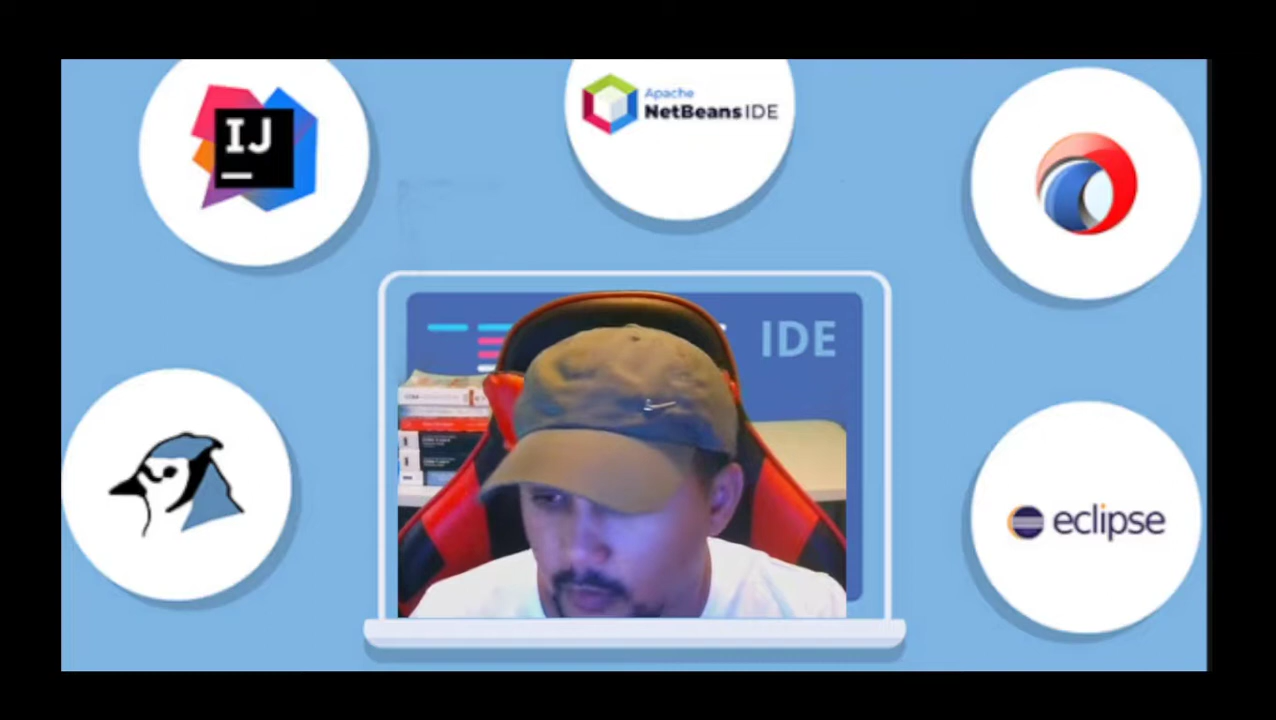 IJ
Apache
NetBeans IDE
IDE
eclipse